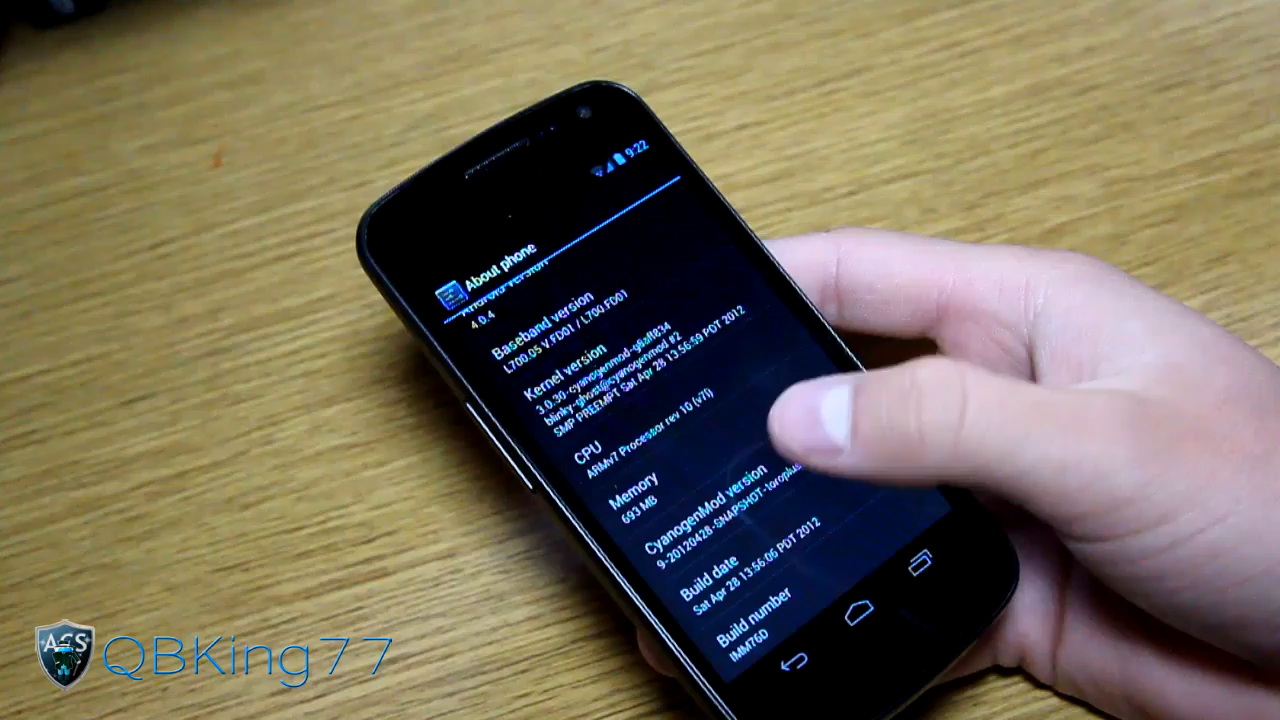 9:22
About phone
Android version
4.0.4
Baseband version
L700.05 V.FD01 / L700.FD01
Kernel version
3.0.30-cyanogenmod-g8aff834
blinky-ghost@cyanogenmod #2
SMP PREEMPT Sat Apr 28 13:56:59 PDT 2012
CPU
ARMv7 Processor rev 10 (v7l)
Memory
693 MB
CyanogenMod version
9-20120428-SNAPSHOT-toroplus
Build date
Sat Apr 28 13:56:06 PDT 2012
Build number
IMM76D
ACS
QBKing77